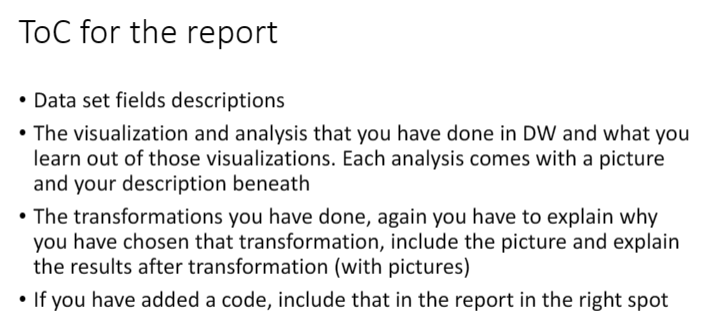 ToC for the report
• Data set fields descriptions
• The visualization and analysis that you have done in DW and what you
learn out of those visualizations. Each analysis comes with a picture
and your description beneath
• The transformations you have done, again you have to explain why
you have chosen that transformation, include the picture and explain
the results after transformation (with pictures)
• If you have added a code, include that in the report in the right spot